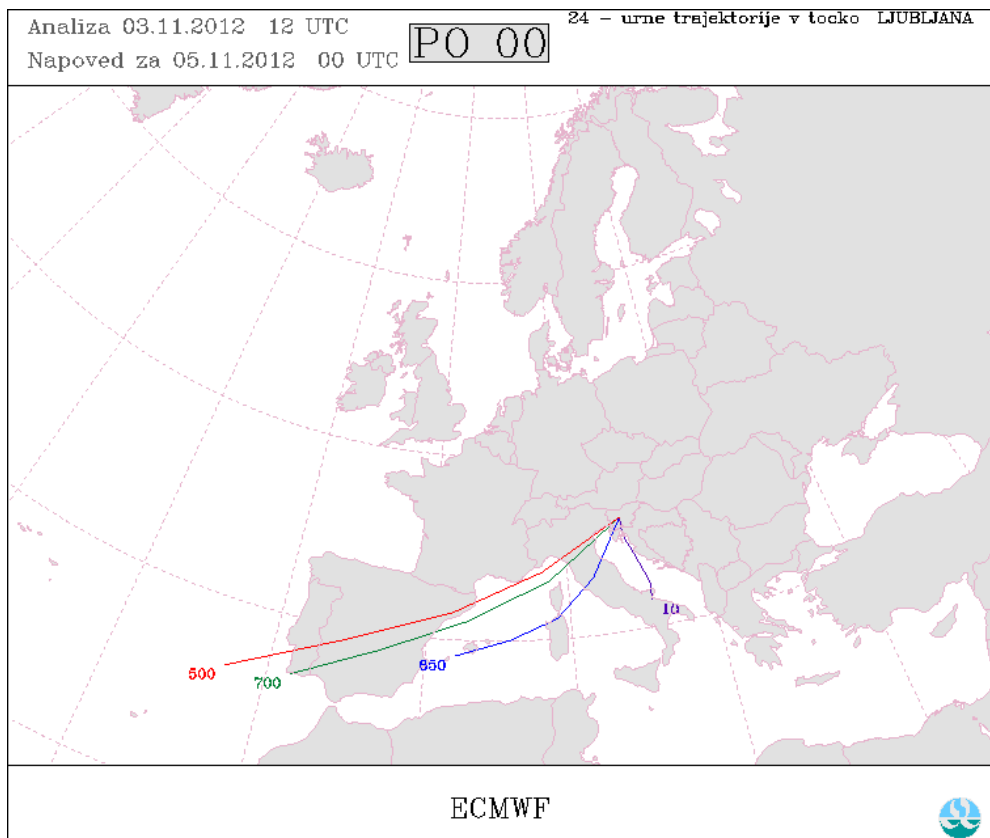 Analiza 03.11.2012 12 UTC
Napoved za 05.11.2012 00 UTC
PO 00
24 - urne trajektorije v tocko LJUBLJANA
10
500
700
850
ECMWF